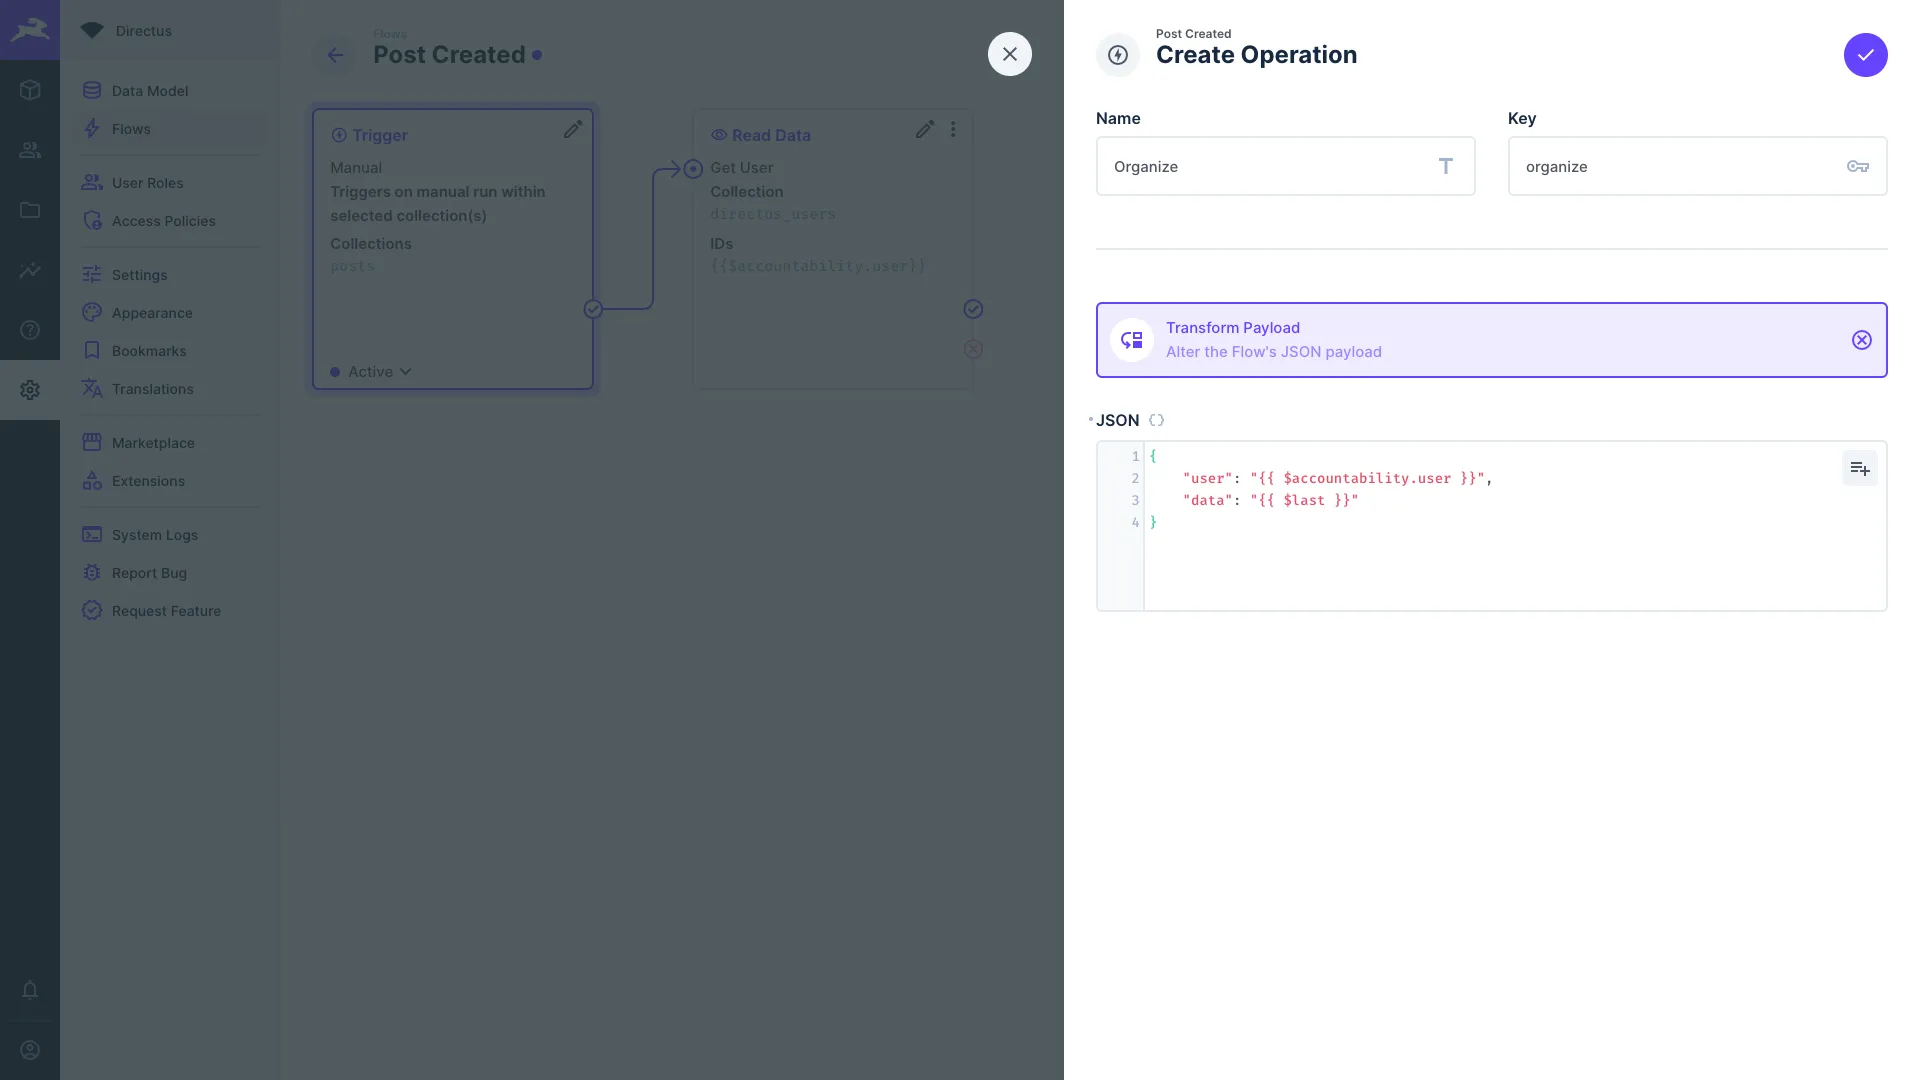 Directus
Data Model
Flows
User Roles
Access Policies
Settings
Appearance
Bookmarks
Translations
Marketplace
Extensions
System Logs
Report Bug
Request Feature
Flows
Post Created
Trigger
Manual
Triggers on manual run within
selected collection(s)
Collections
posts
Active
Read Data
Get User
Collection
directus_users
IDs
{{$accountability.user}}
Post Created
Create Operation
Name
Key
Organize
organize
Transform Payload
Alter the Flow's JSON payload
JSON
1 {
2 "user": "{{ $accountability.user }}",
3 "data": "{{ $last }}"
4 }